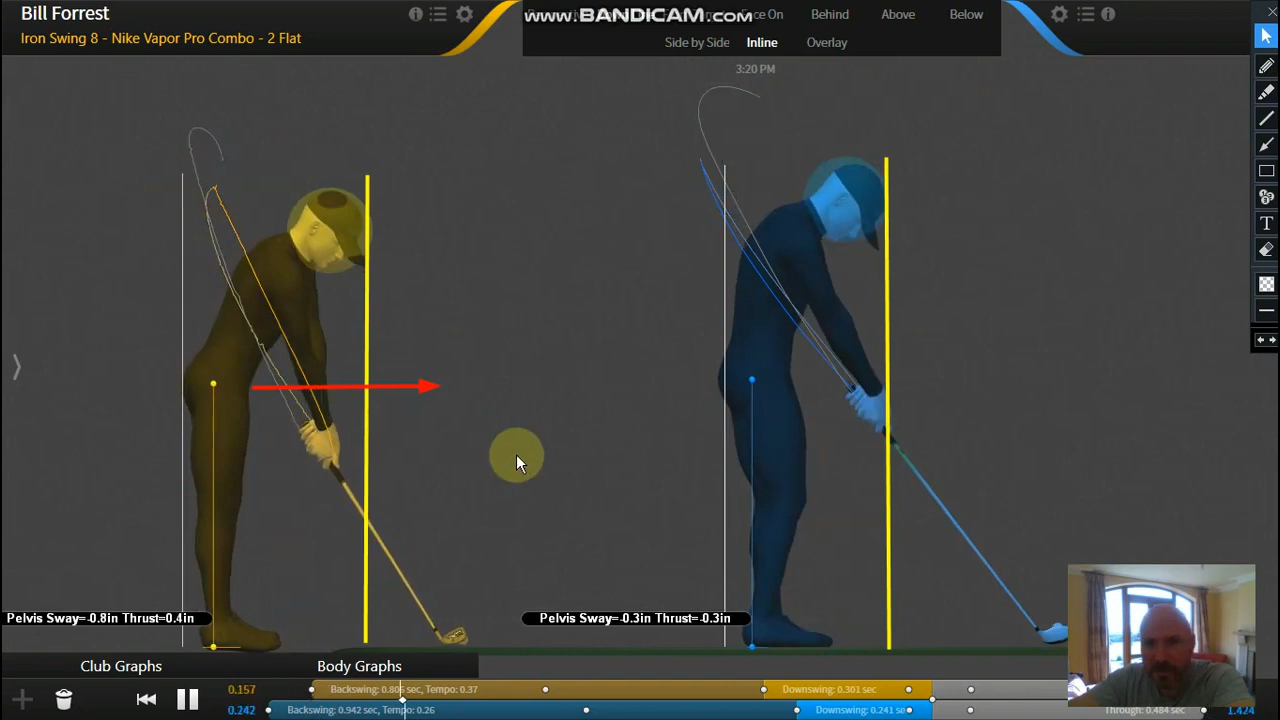 Bill Forrest
Iron Swing 8 - Nike Vapor Pro Combo - 2 Flat
www.BANDICAM.com
Face On
Behind
Above
Below
Side by Side
Inline
Overlay
3:20 PM
T
Pelvis Sway=-0.8in Thrust=0.4in
Pelvis Sway=-0.3in Thrust=-0.3in
Club Graphs
Body Graphs
0.157
Tempo: 0.37
Downswing: 0.301 sec
0.242
Backswing: 0.942 sec, Tempo: 0.26
Downswing: 0.241
Through: 0.484 sec
1.424